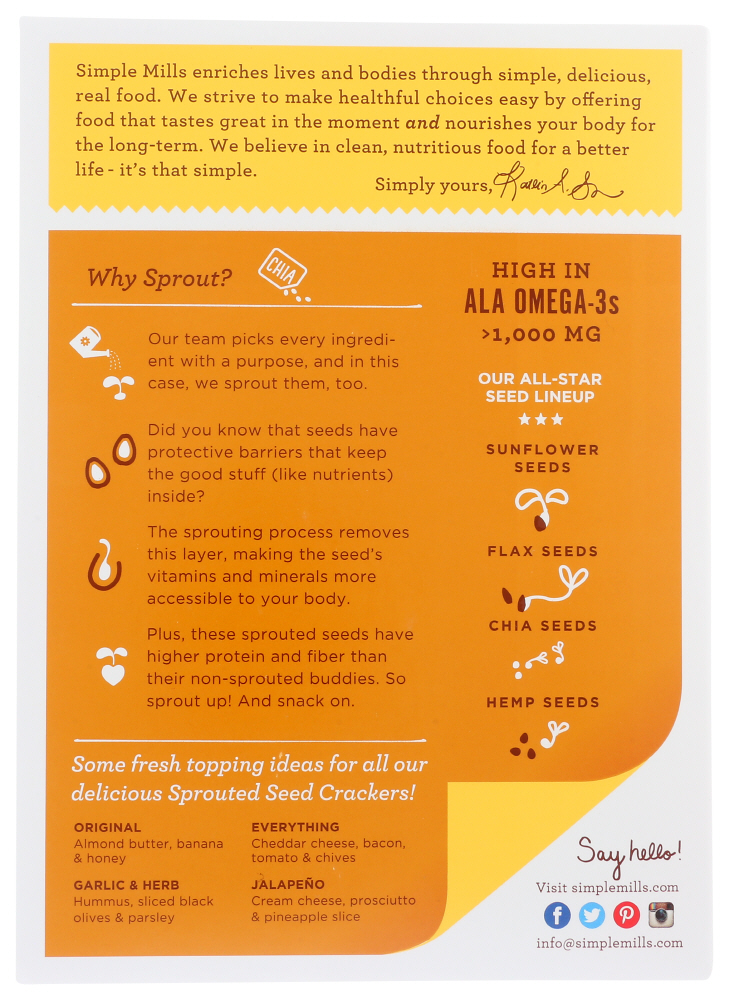 Simple Mills enriches lives and bodies through simple, delicious,
real food. We strive to make healthful choices easy by offering
food that tastes great in the moment and nourishes your body for
the long-term. We believe in clean, nutritious food for a better
life - it's that simple.
Simply yours,
Why Sprout?
CHIA
Our team picks every ingredi-
ent with a purpose, and in this
case, we sprout them, too.
Did you know that seeds have
protective barriers that keep
the good stuff (like nutrients)
inside?
The sprouting process removes
this layer, making the seed's
vitamins and minerals more
accessible to your body.
Plus, these sprouted seeds have
higher protein and fiber than
their non-sprouted buddies. So
sprout up! And snack on.
HIGH IN
ALA OMEGA-3s
>1,000 MG
OUR ALL-STAR
SEED LINEUP
SUNFLOWER
SEEDS
FLAX SEEDS
CHIA SEEDS
HEMP SEEDS
Some fresh topping ideas for all our
delicious Sprouted Seed Crackers!
ORIGINAL
Almond butter, banana
& honey
EVERYTHING
Cheddar cheese, bacon,
tomato & chives
GARLIC & HERB
Hummus, sliced black
olives & parsley
JALAPEÑO
Cream cheese, prosciutto
& pineapple slice
Say hello!
Visit simplemills.com
info@simplemills.com